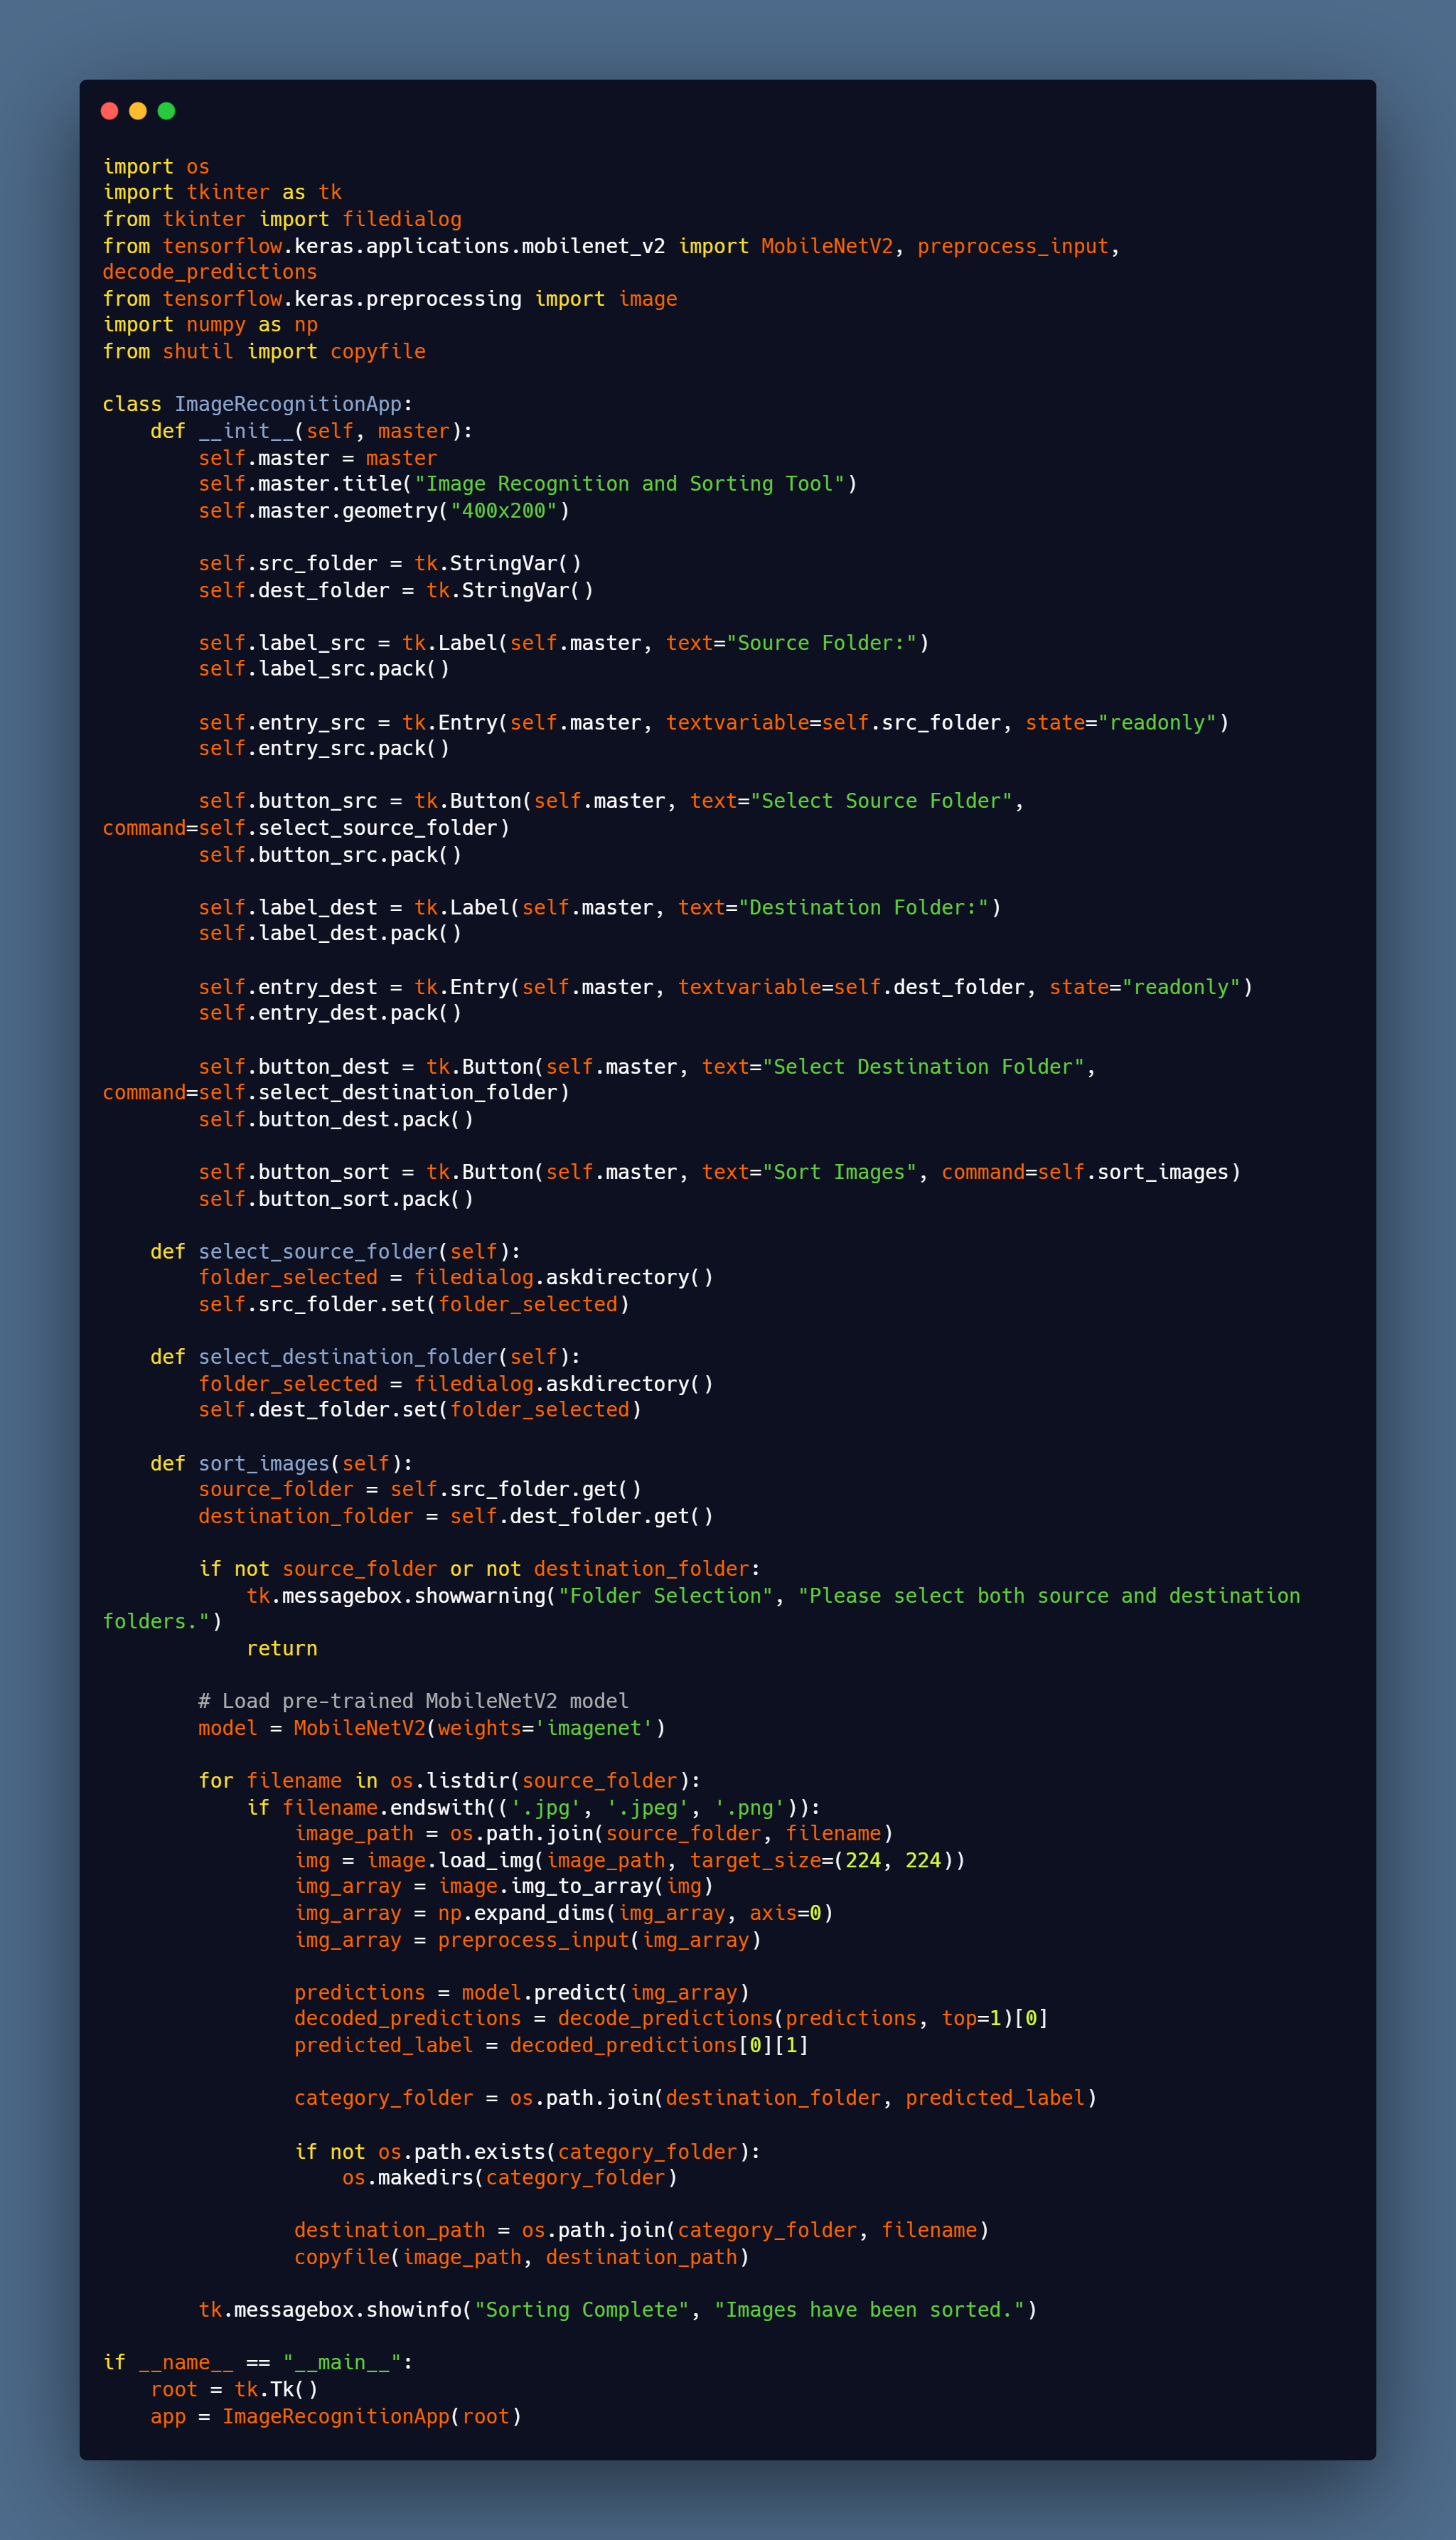 import os
import tkinter as tk
from tkinter import filedialog
from tensorflow.keras.applications.mobilenet_v2 import MobileNetV2, preprocess_input,
decode_predictions
from tensorflow.keras.preprocessing import image
import numpy as np
from shutil import copyfile

class ImageRecognitionApp:
    def __init__(self, master):
        self.master = master
        self.master.title("Image Recognition and Sorting Tool")
        self.master.geometry("400x200")

        self.src_folder = tk.StringVar()
        self.dest_folder = tk.StringVar()

        self.label_src = tk.Label(self.master, text="Source Folder:")
        self.label_src.pack()

        self.entry_src = tk.Entry(self.master, textvariable=self.src_folder, state="readonly")
        self.entry_src.pack()

        self.button_src = tk.Button(self.master, text="Select Source Folder",
command=self.select_source_folder)
        self.button_src.pack()

        self.label_dest = tk.Label(self.master, text="Destination Folder:")
        self.label_dest.pack()

        self.entry_dest = tk.Entry(self.master, textvariable=self.dest_folder, state="readonly")
        self.entry_dest.pack()

        self.button_dest = tk.Button(self.master, text="Select Destination Folder",
command=self.select_destination_folder)
        self.button_dest.pack()

        self.button_sort = tk.Button(self.master, text="Sort Images", command=self.sort_images)
        self.button_sort.pack()

    def select_source_folder(self):
        folder_selected = filedialog.askdirectory()
        self.src_folder.set(folder_selected)

    def select_destination_folder(self):
        folder_selected = filedialog.askdirectory()
        self.dest_folder.set(folder_selected)

    def sort_images(self):
        source_folder = self.src_folder.get()
        destination_folder = self.dest_folder.get()

        if not source_folder or not destination_folder:
            tk.messagebox.showwarning("Folder Selection", "Please select both source and destination
folders.")
            return

        # Load pre-trained MobileNetV2 model
        model = MobileNetV2(weights='imagenet')

        for filename in os.listdir(source_folder):
            if filename.endswith(('.jpg', '.jpeg', '.png')):
                image_path = os.path.join(source_folder, filename)
                img = image.load_img(image_path, target_size=(224, 224))
                img_array = image.img_to_array(img)
                img_array = np.expand_dims(img_array, axis=0)
                img_array = preprocess_input(img_array)

                predictions = model.predict(img_array)
                decoded_predictions = decode_predictions(predictions, top=1)[0]
                predicted_label = decoded_predictions[0][1]

                category_folder = os.path.join(destination_folder, predicted_label)

                if not os.path.exists(category_folder):
                    os.makedirs(category_folder)

                destination_path = os.path.join(category_folder, filename)
                copyfile(image_path, destination_path)

        tk.messagebox.showinfo("Sorting Complete", "Images have been sorted.")

if __name__ == "__main__":
    root = tk.Tk()
    app = ImageRecognitionApp(root)